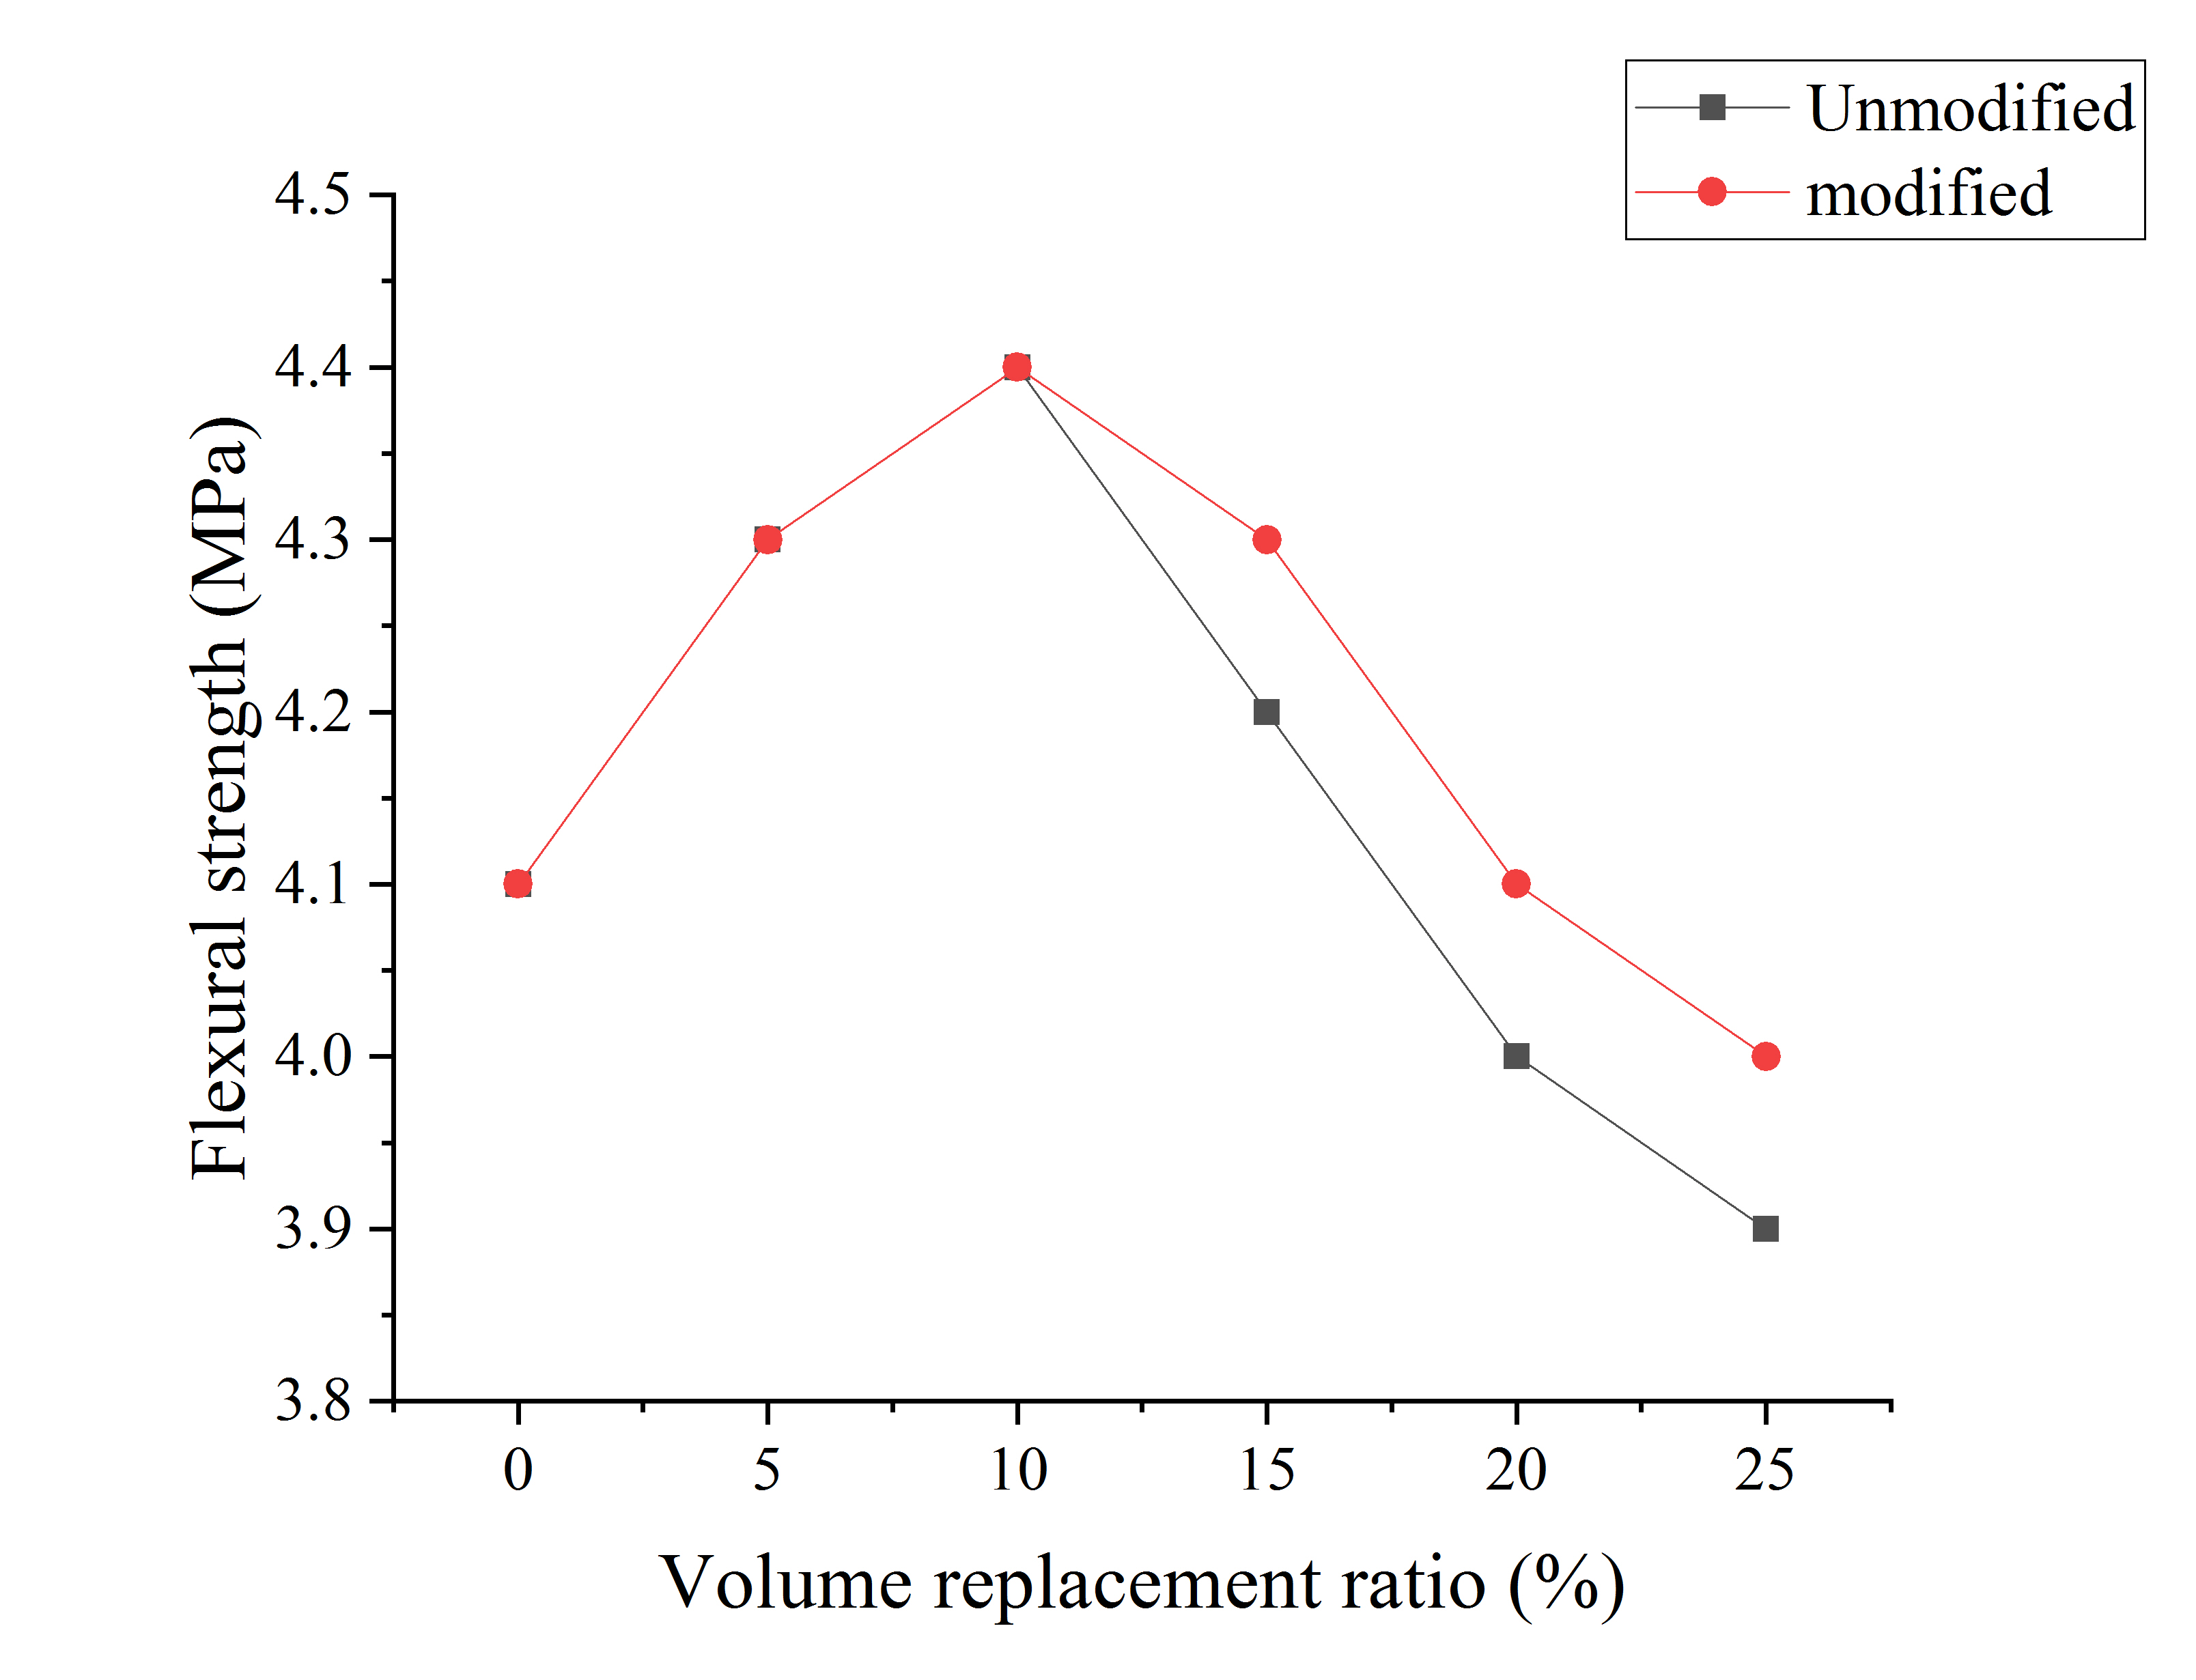 Unmodified
modified
4.5
4.4
4.3
4.2
4.1
4.0
3.9
3.8
Flexural strength (MPa)
0 5 10 15 20 25
Volume replacement ratio (%)